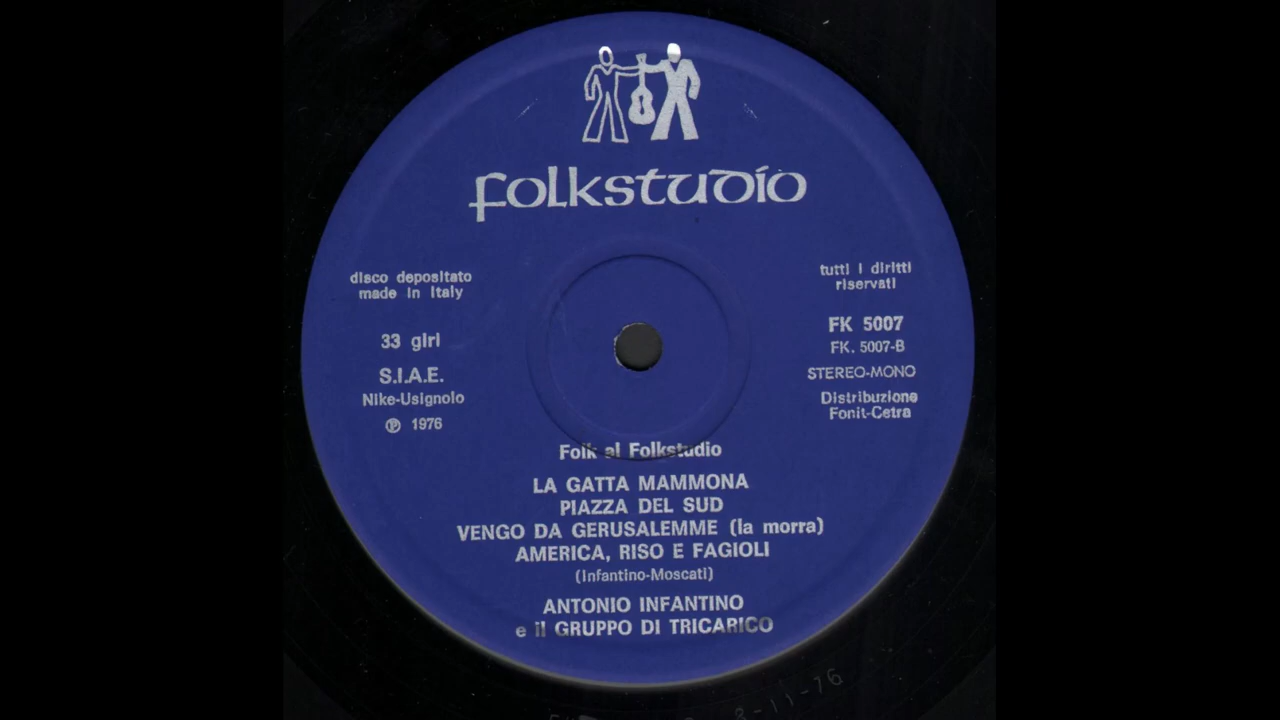 folkstudio
disco depositato
made in Italy
33 giri
S.I.A.E.
Nike-Usignolo
℗ 1976
tutti i diritti
riservati
FK 5007
FK. 5007-B
STEREO-MONO
Distribuzione
Fonit-Cetra
Folk al Folkstudio
LA GATTA MAMMONA
PIAZZA DEL SUD
VENGO DA GERUSALEMME (la morra)
AMERICA, RISO E FAGIOLI
(Infantino-Moscati)
ANTONIO INFANTINO
e il GRUPPO DI TRICARICO
-11-76